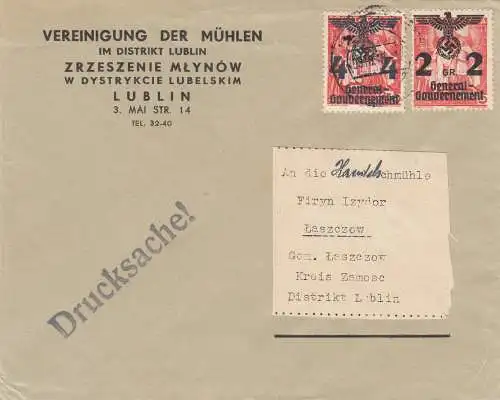 VEREINIGUNG DER MÜHLEN
IM DISTRIKT LUBLIN
ZRZESZENIE MŁYNÓW
W DYSTRYKCIE LUBELSKIM
LUBLIN
3. MAI STR. 14
TEL. 32-40
4 4
General-
Gouvernement
2 2
GR.
General-
Gouvernement
Drucksache!
An die Handelschmühle
Firyn Izydor
Łaszczow
Gem. Łaszczow
Kreis Zamosc
Distrikt Lublin